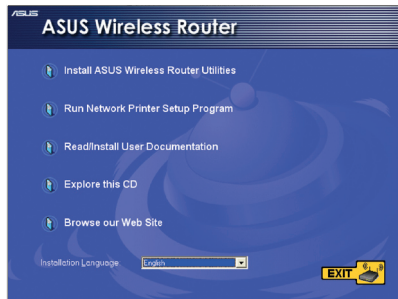 ASUS
ASUS Wireless Router
Install ASUS Wireless Router Utilities
Run Network Printer Setup Program
Read/Install User Documentation
Explore this CD
Browse our Web Site
Installation Language
English
EXIT